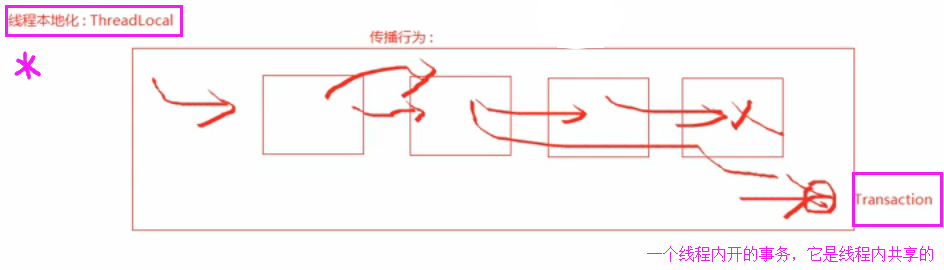 线程本地化：ThreadLocal
传播行为：
Transaction
一个线程内开的事务，它是线程内共享的